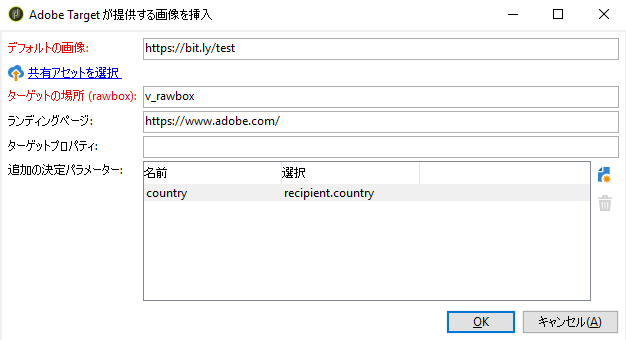 Adobe Target が提供する画像を挿入
デフォルトの画像: https://bit.ly/test
共有アセットを選択
ターゲットの場所 (rawbox): v_rawbox
ランディングページ: https://www.adobe.com/
ターゲットプロパティ:
追加の決定パラメーター: 名前 選択
country recipient.country
OK キャンセル(A)